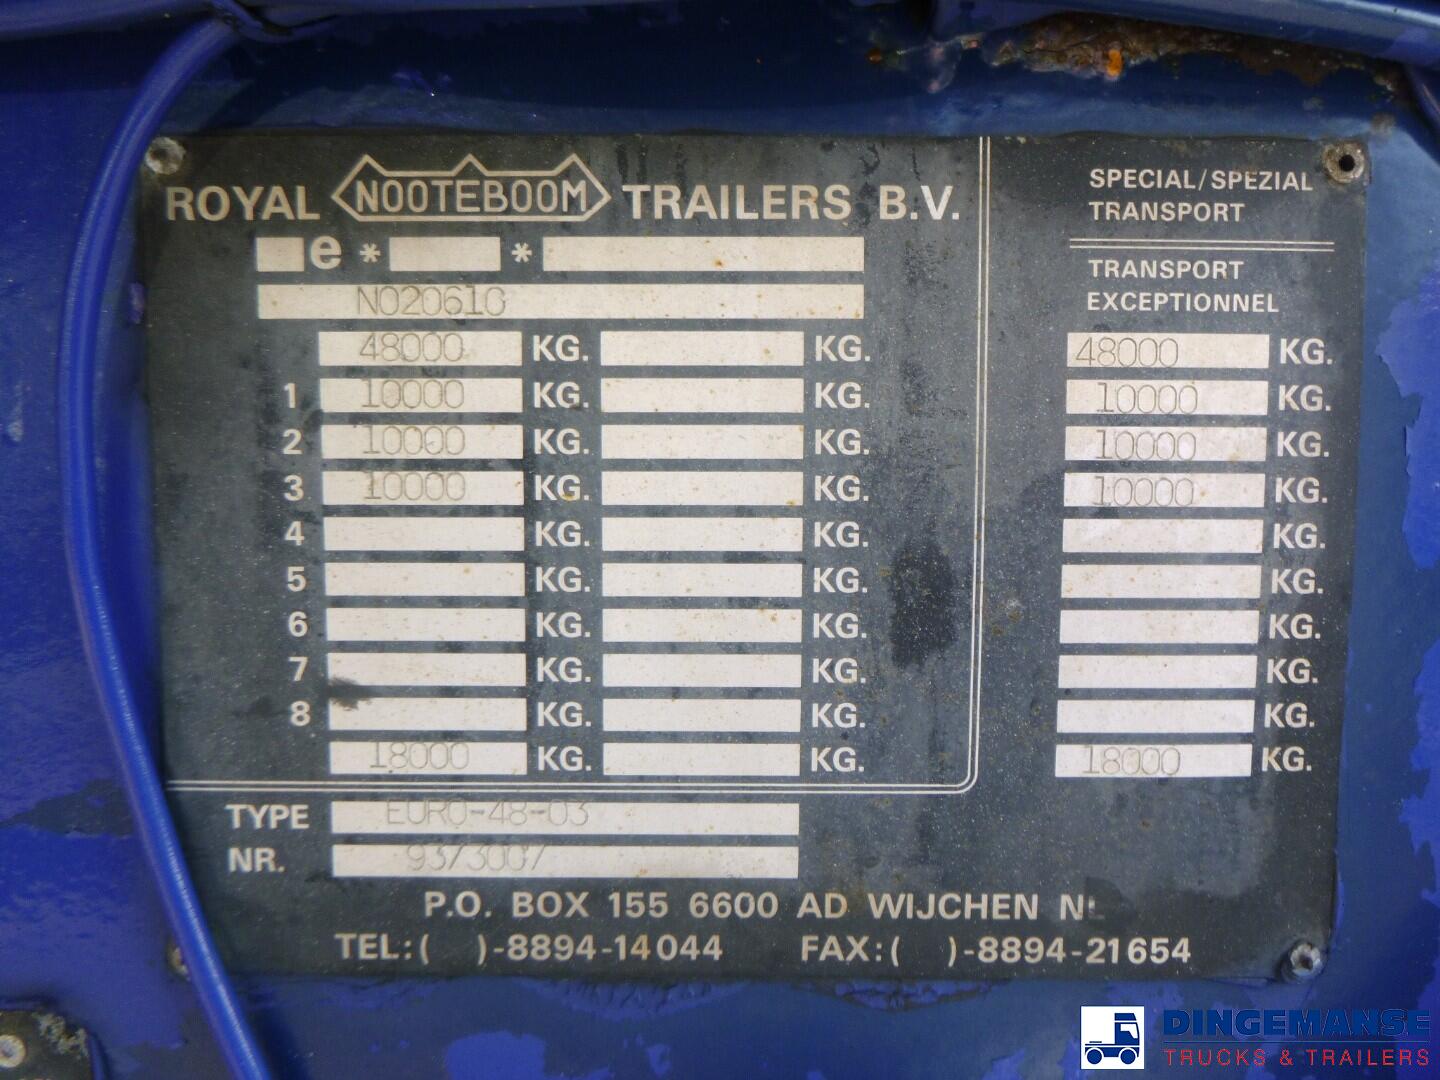 ROYAL NOOTEBOOM TRAILERS B.V.
e * *
NO20610
48000 KG. KG.
1 10000 KG. KG.
2 10000 KG. KG.
3 10000 KG. KG.
4 KG. KG.
5 KG. KG.
6 KG. KG.
7 KG. KG.
8 KG. KG.
18000 KG. KG.
SPECIAL/SPEZIAL
TRANSPORT
TRANSPORT
EXCEPTIONNEL
48000 KG.
10000 KG.
10000 KG.
10000 KG.
KG.
KG.
KG.
KG.
KG.
18000 KG.
TYPE EURO-48-03
NR. 93/3007
P.O. BOX 155 6600 AD WIJCHEN NL
TEL:( )-8894-14044 FAX:( )-8894-21654
DINGEMANSE
TRUCKS & TRAILERS